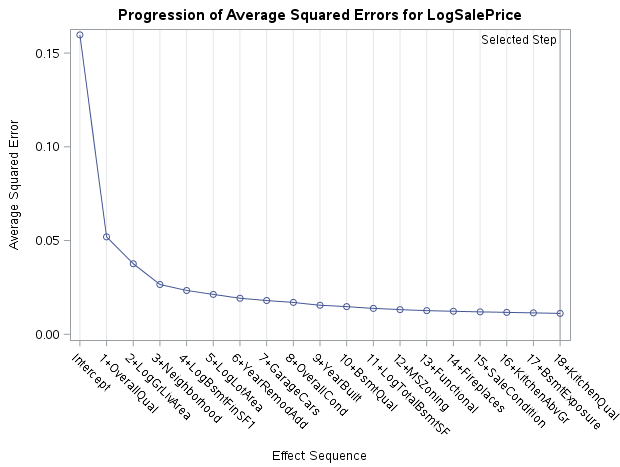 Progression of Average Squared Errors for LogSalePrice
Selected Step
0.15
0.10
0.05
0.00
Average Squared Error
Intercept
1+OverallQual
2+LogGrLivArea
3+Neighborhood
4+LogBsmtFinSF1
5+LogLotArea
6+YearRemodAdd
7+GarageCars
8+OverallCond
9+YearBuilt
10+BsmtQual
11+LogTotalBsmtSF
12+MSZoning
13+Functional
14+Fireplaces
15+SaleCondition
16+KitchenAbvGr
17+BsmtExposure
18+KitchenQual
Effect Sequence